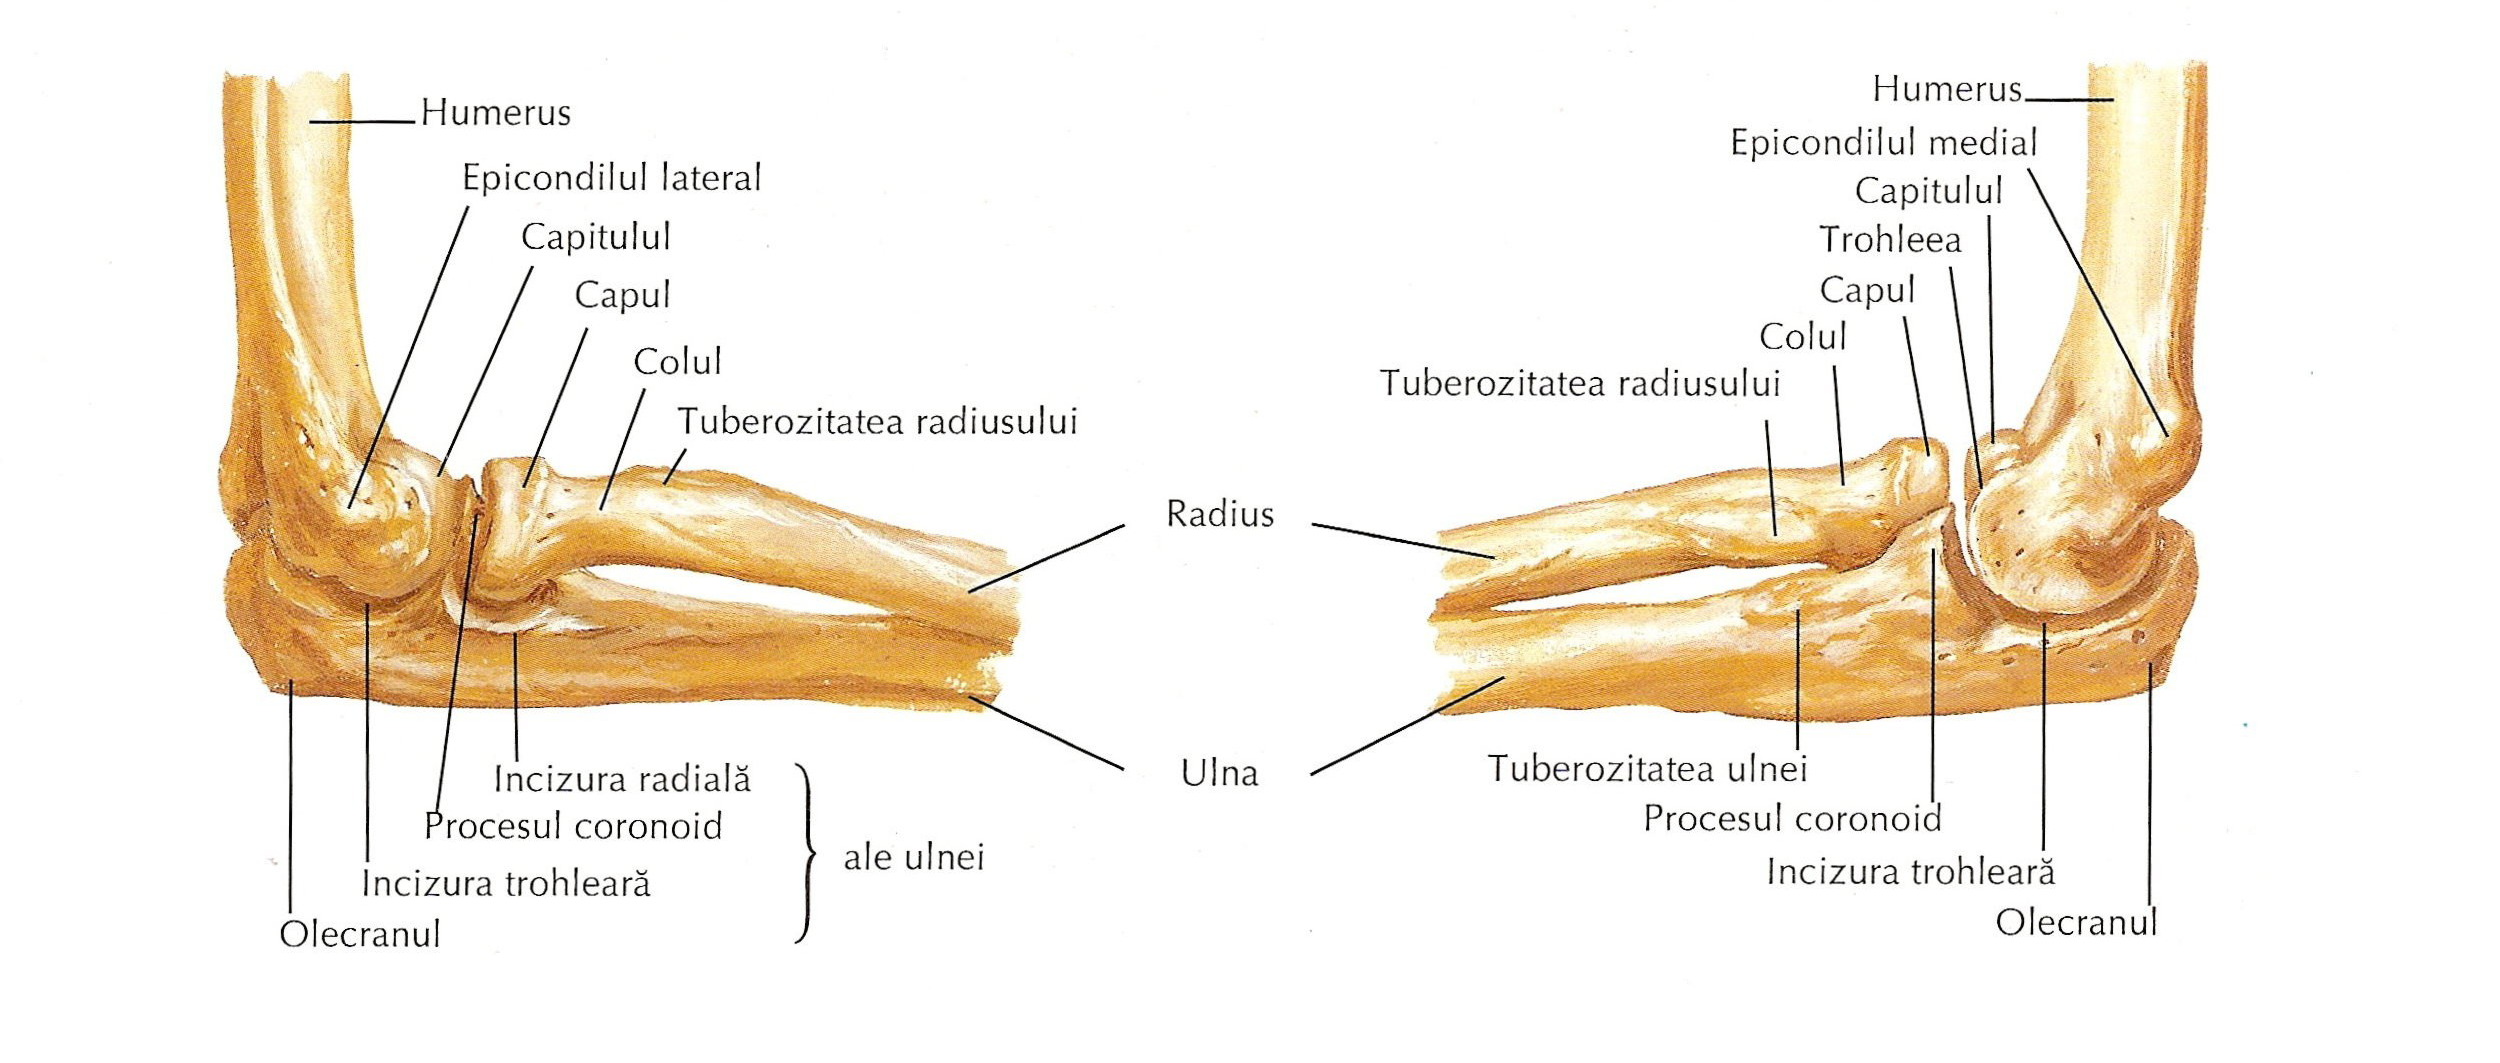 Humerus
Epicondilul lateral
Capitulul
Capul
Colul
Tuberozitatea radiusului
Incizura radială
Procesul coronoid
Incizura trohleară
Olecranul
ale ulnei
Radius
Ulna
Humerus
Epicondilul medial
Capitulul
Trohleea
Capul
Colul
Tuberozitatea radiusului
Tuberozitatea ulnei
Procesul coronoid
Incizura trohleară
Olecranul